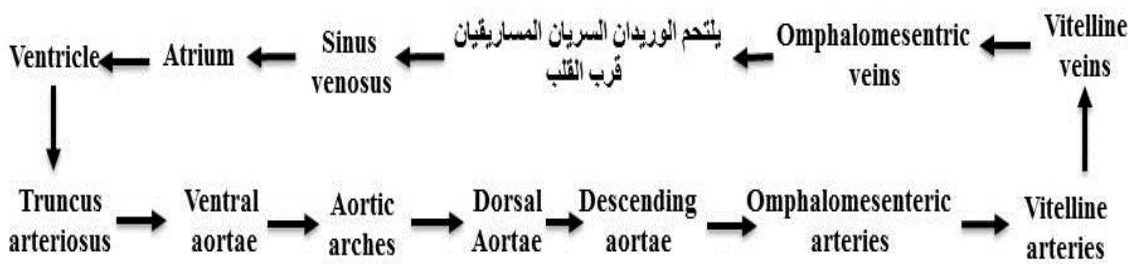 Ventricle
Atrium
Sinus
venosus
يلتحم الوريدان السريان المساريقيان
قرب القلب
Omphalomesentric
veins
Vitelline
veins
Truncus
arteriosus
Ventral
aortae
Aortic
arches
Dorsal
Aortae
Descending
aortae
Omphalomesenteric
arteries
Vitelline
arteries